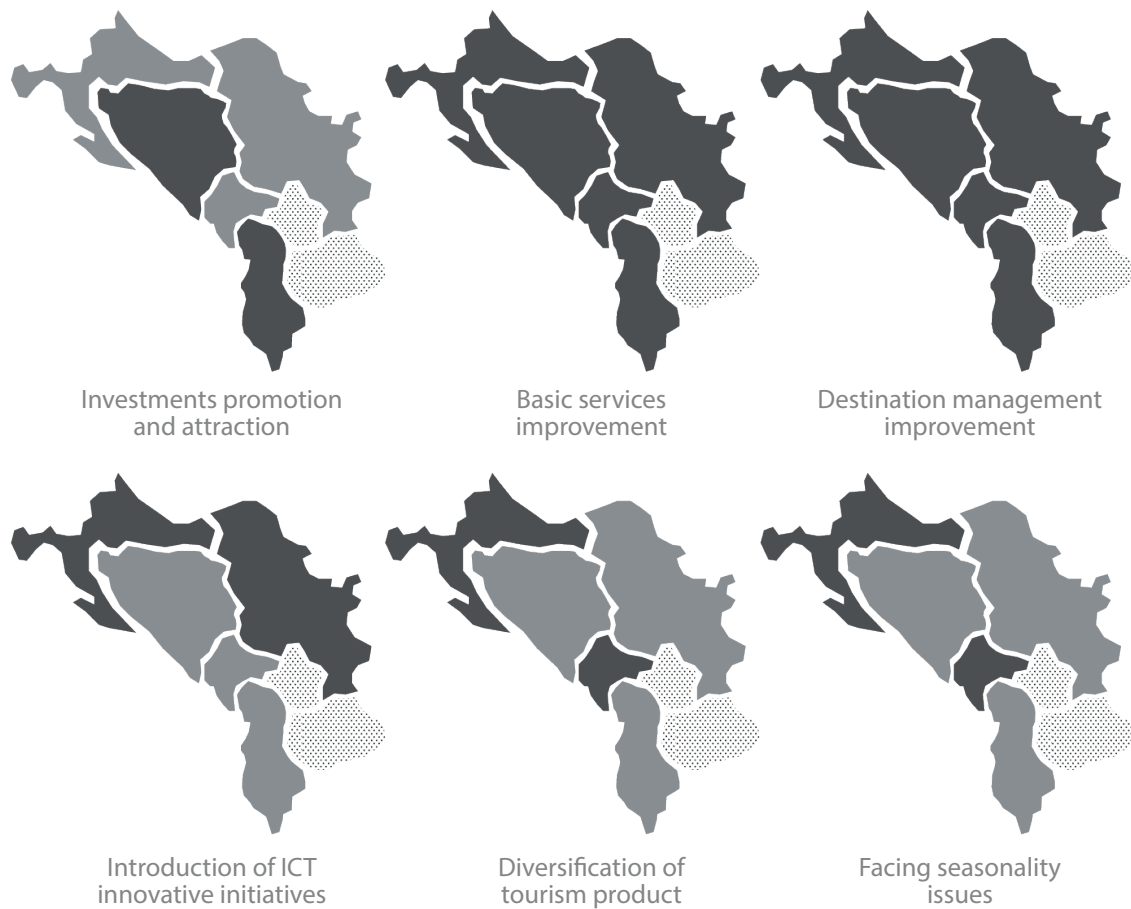 Investments promotion
and attraction
Basic services
improvement
Destination management
improvement
Introduction of ICT
innovative initiatives
Diversification of
tourism product
Facing seasonality
issues